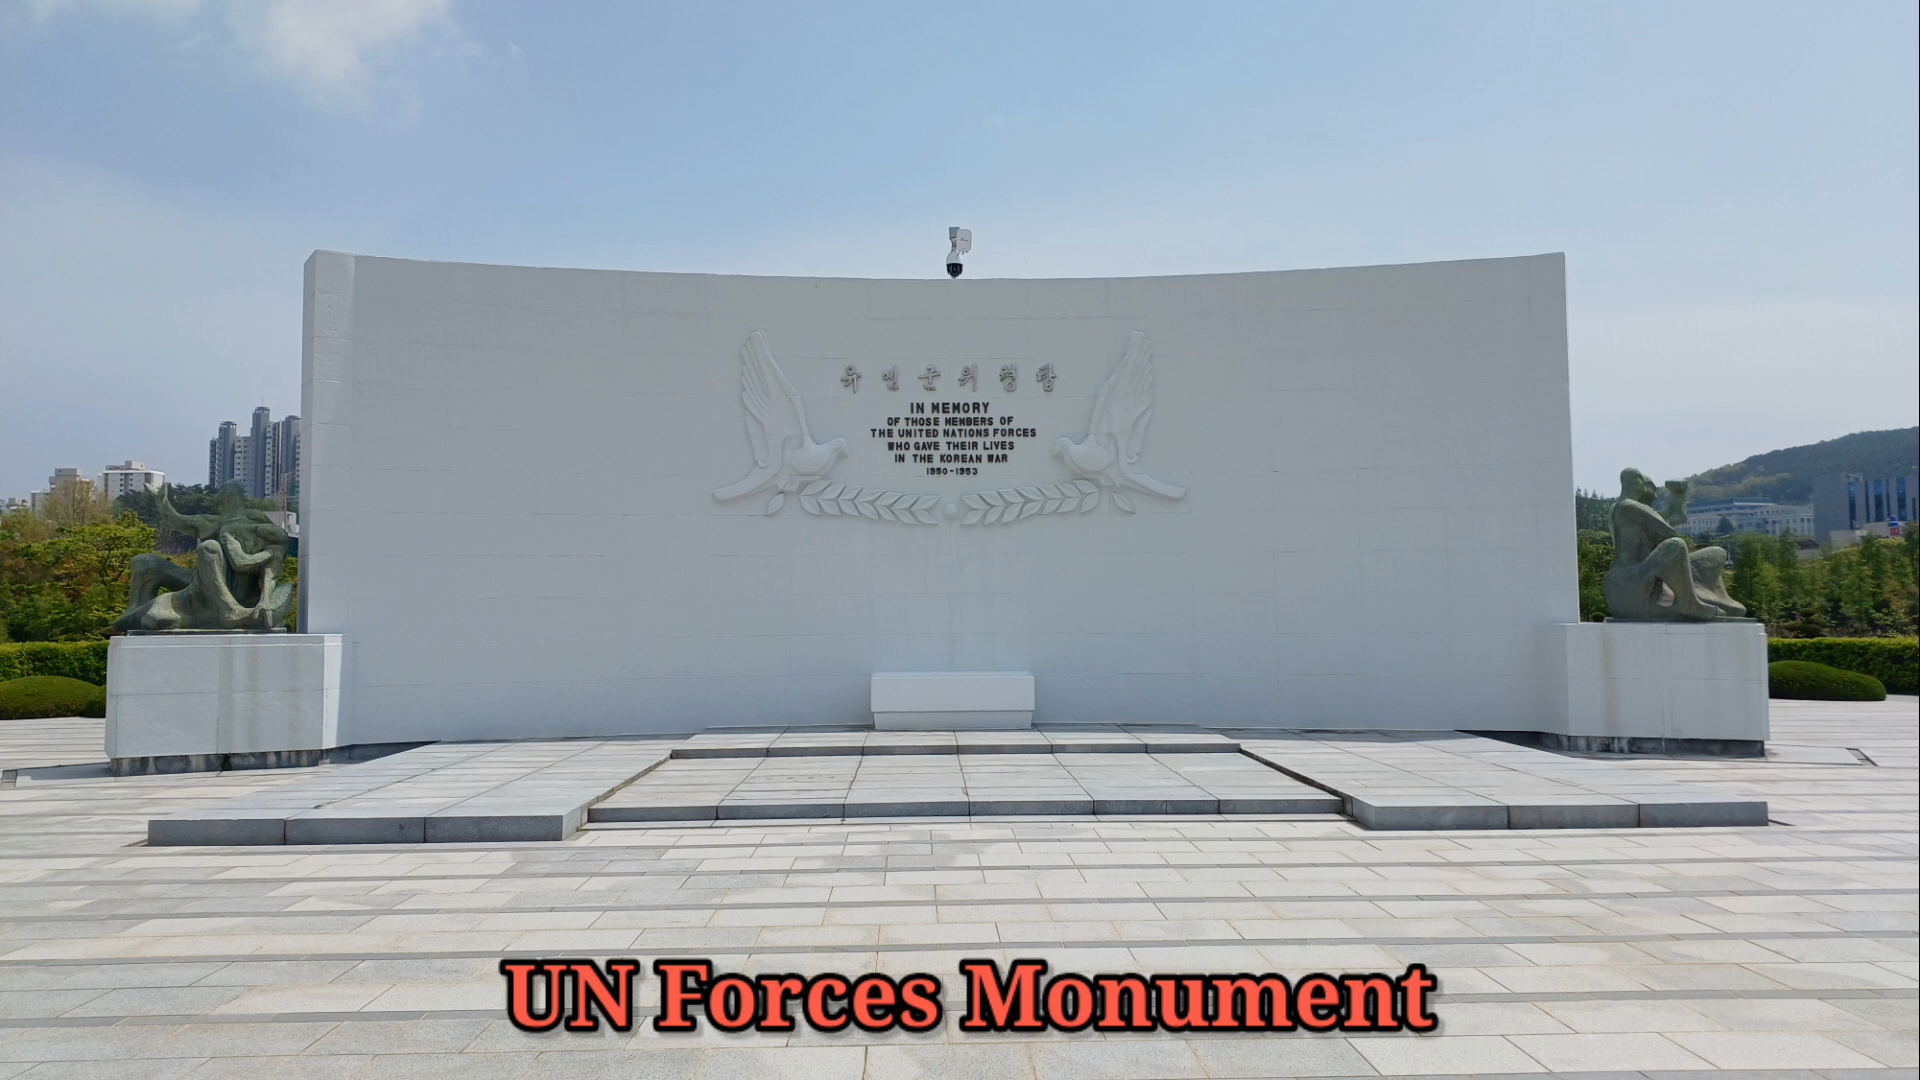 유엔군위령탑
IN MEMORY
OF THOSE MEMBERS OF
THE UNITED NATIONS FORCES
WHO GAVE THEIR LIVES
IN THE KOREAN WAR
1950-1953
UN Forces Monument